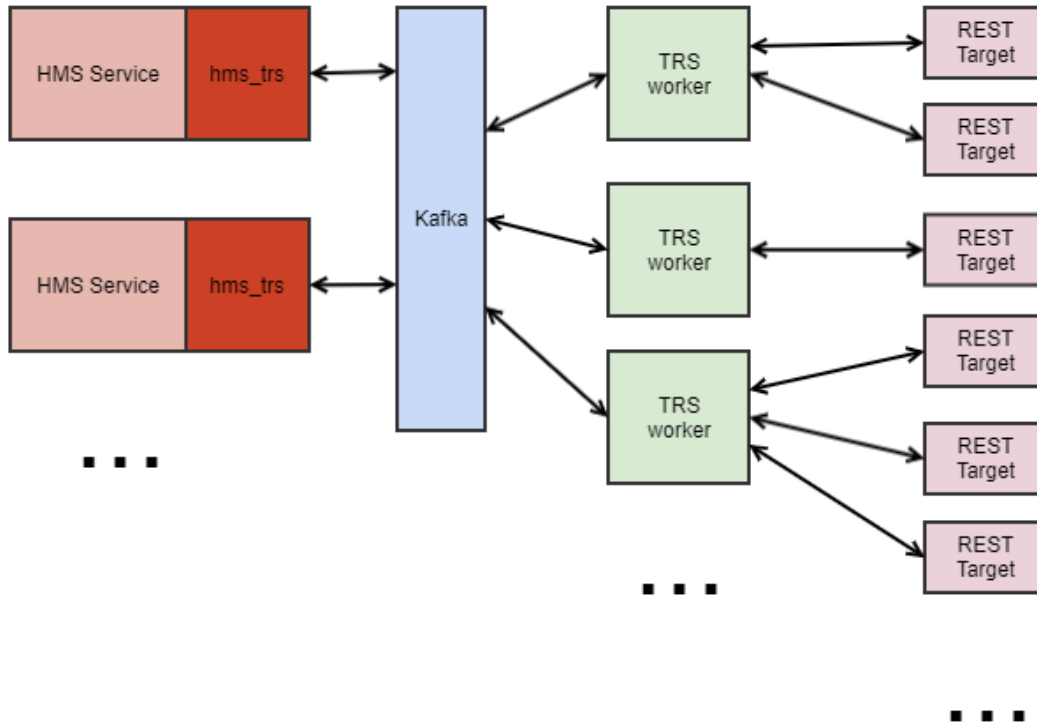 HMS Service
hms_trs
Kafka
TRS
worker
REST
Target
REST
Target
HMS Service
hms_trs
TRS
worker
REST
Target
TRS
worker
REST
Target
REST
Target
REST
Target
. . .
. . .
. . .